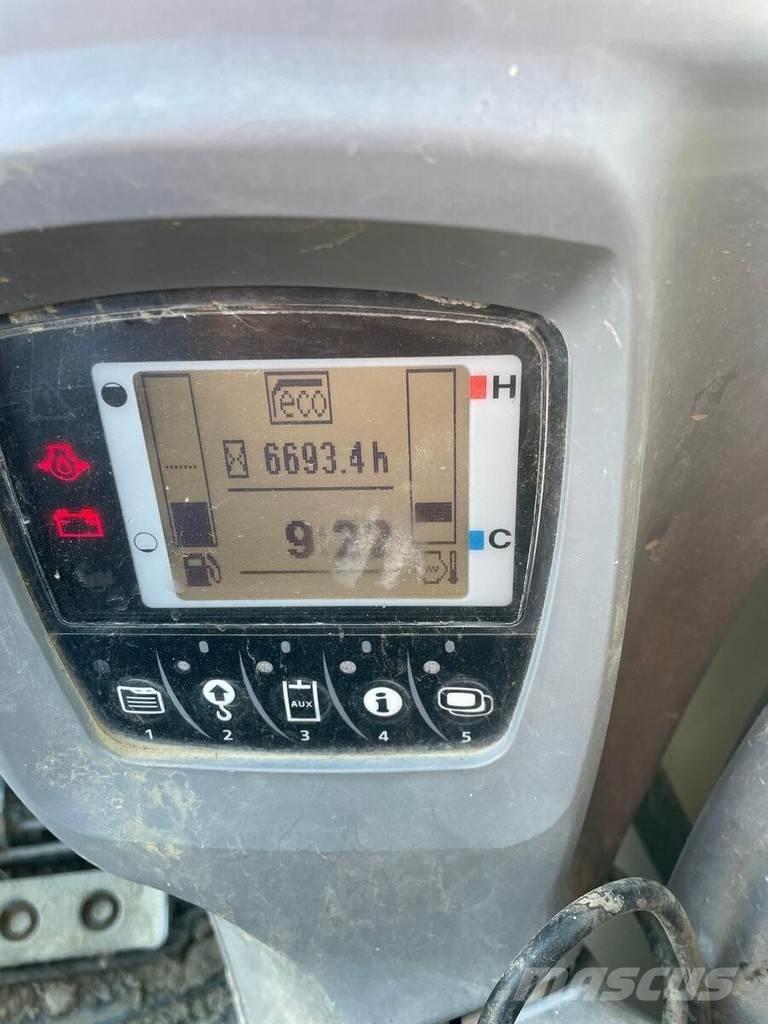 eco
H
6693.4h
9:22
C
AUX
1 2 3 4 5
MASCUS